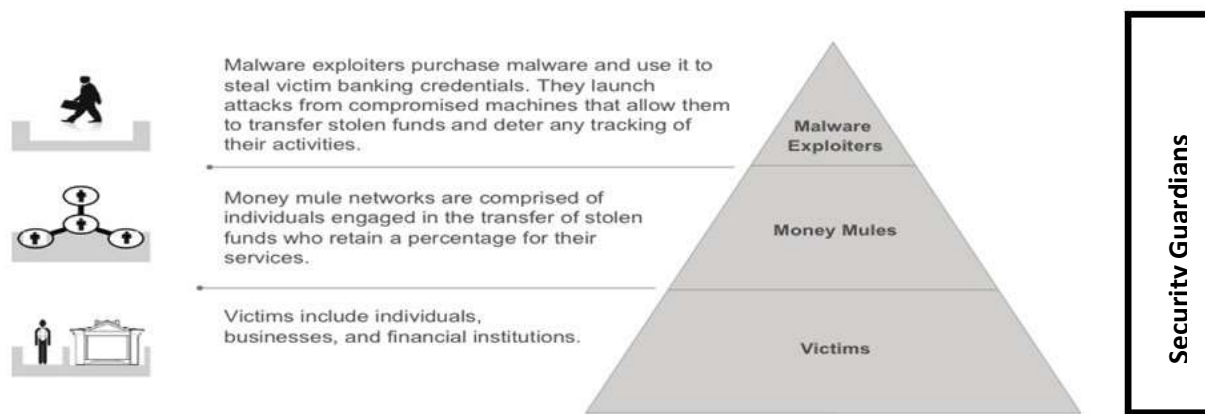 Malware exploiters purchase malware and use it to
steal victim banking credentials. They launch
attacks from compromised machines that allow them
to transfer stolen funds and deter any tracking of
their activities.
Malware
Exploiters
Money mule networks are comprised of
individuals engaged in the transfer of stolen
funds who retain a percentage for their
services.
Money Mules
Victims include individuals,
businesses, and financial institutions.
Victims
Security Guardians